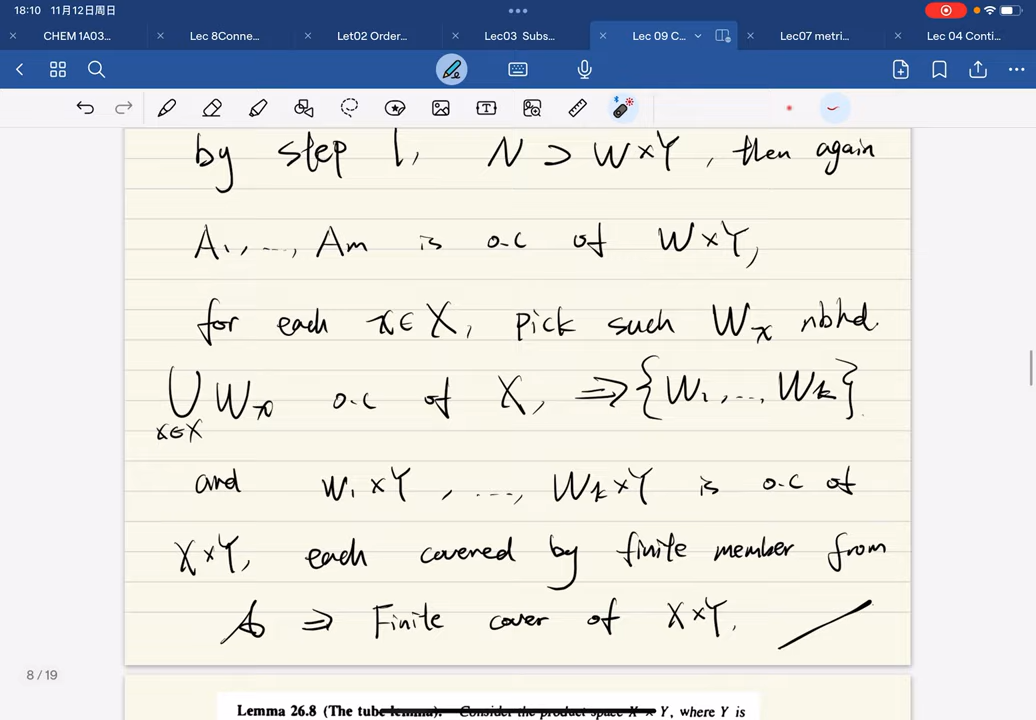 18:10 11月12日周日
CHEM 1A03...
Lec 8Conne...
Let02 Order...
Lec03 Subs...
Lec 09 C...
Lec07 metri...
Lec 04 Conti...
by step 1, N ⊃ W×Y, then again
A₁, ..., Aₘ is o.c of W×Y,
for each x∈X, pick such Wₓ nbhd.
⋃ Wₓ o.c of X, ⇒ {W₁, ..., Wₖ}.
x∈X
and W₁×Y, ..., Wₖ×Y is o.c of
X×Y, each covered by finite member from
A ⇒ Finite cover of X×Y.
8 / 19
Lemma 26.8 (The tube lemma). Consider the product space X × Y, where Y is